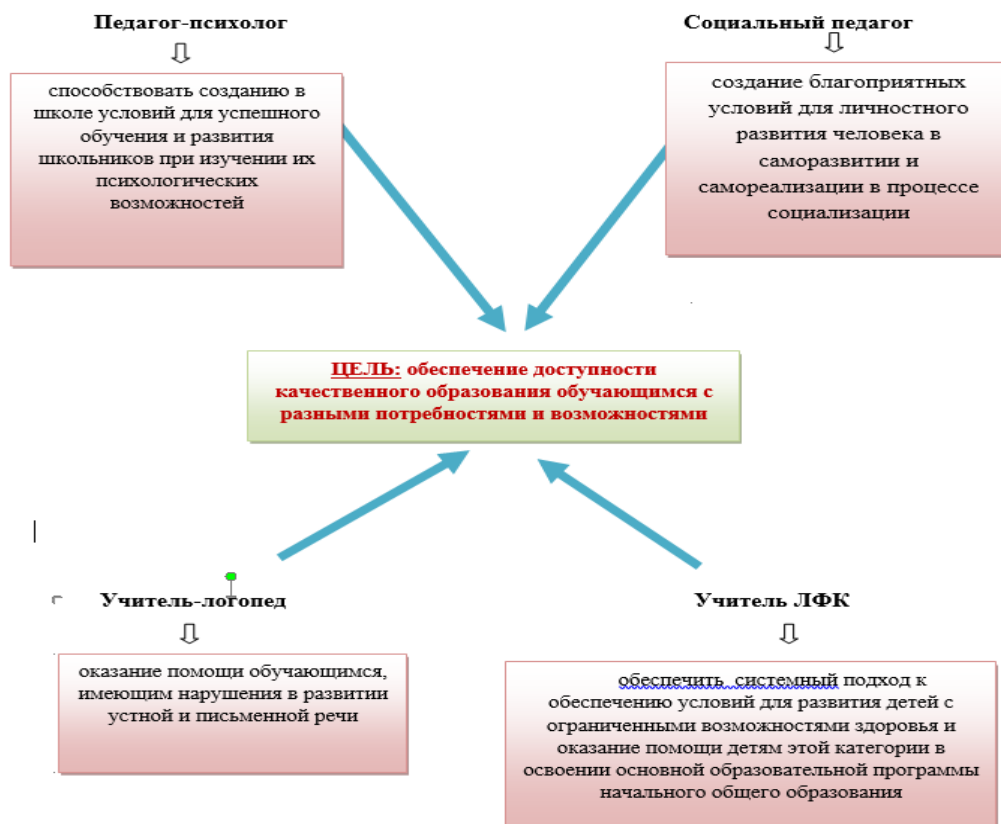 Педагог-психолог
способствовать созданию в
школе условий для успешного
обучения и развития
школьников при изучении их
психологических
возможностей
Социальный педагог
создание благоприятных
условий для личностного
развития человека в
саморазвитии и
самореализации в процессе
социализации
ЦЕЛЬ: обеспечение доступности
качественного образования обучающимся с
разными потребностями и возможностями
Учитель-логопед
оказание помощи обучающимся,
имеющим нарушения в развитии
устной и письменной речи
Учитель ЛФК
обеспечить системный подход к
обеспечению условий для развития детей с
ограниченными возможностями здоровья и
оказание помощи детям этой категории в
освоении основной образовательной программы
начального общего образования